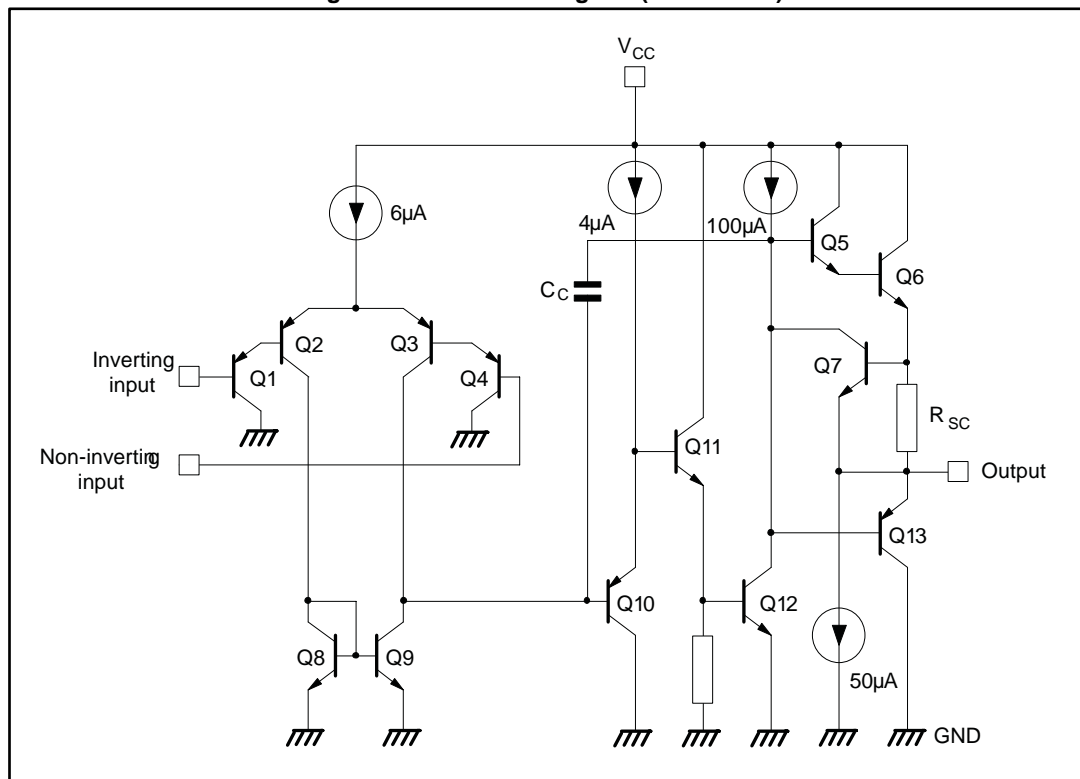 V CC
6µA
4µA
100µA
Q5
Q6
C C
Q2
Q3
Q7
Inverting
input
Q1
Q4
R SC
Q11
Non-inverting
input
Output
Q13
Q10
Q12
Q8
Q9
50µA
GND